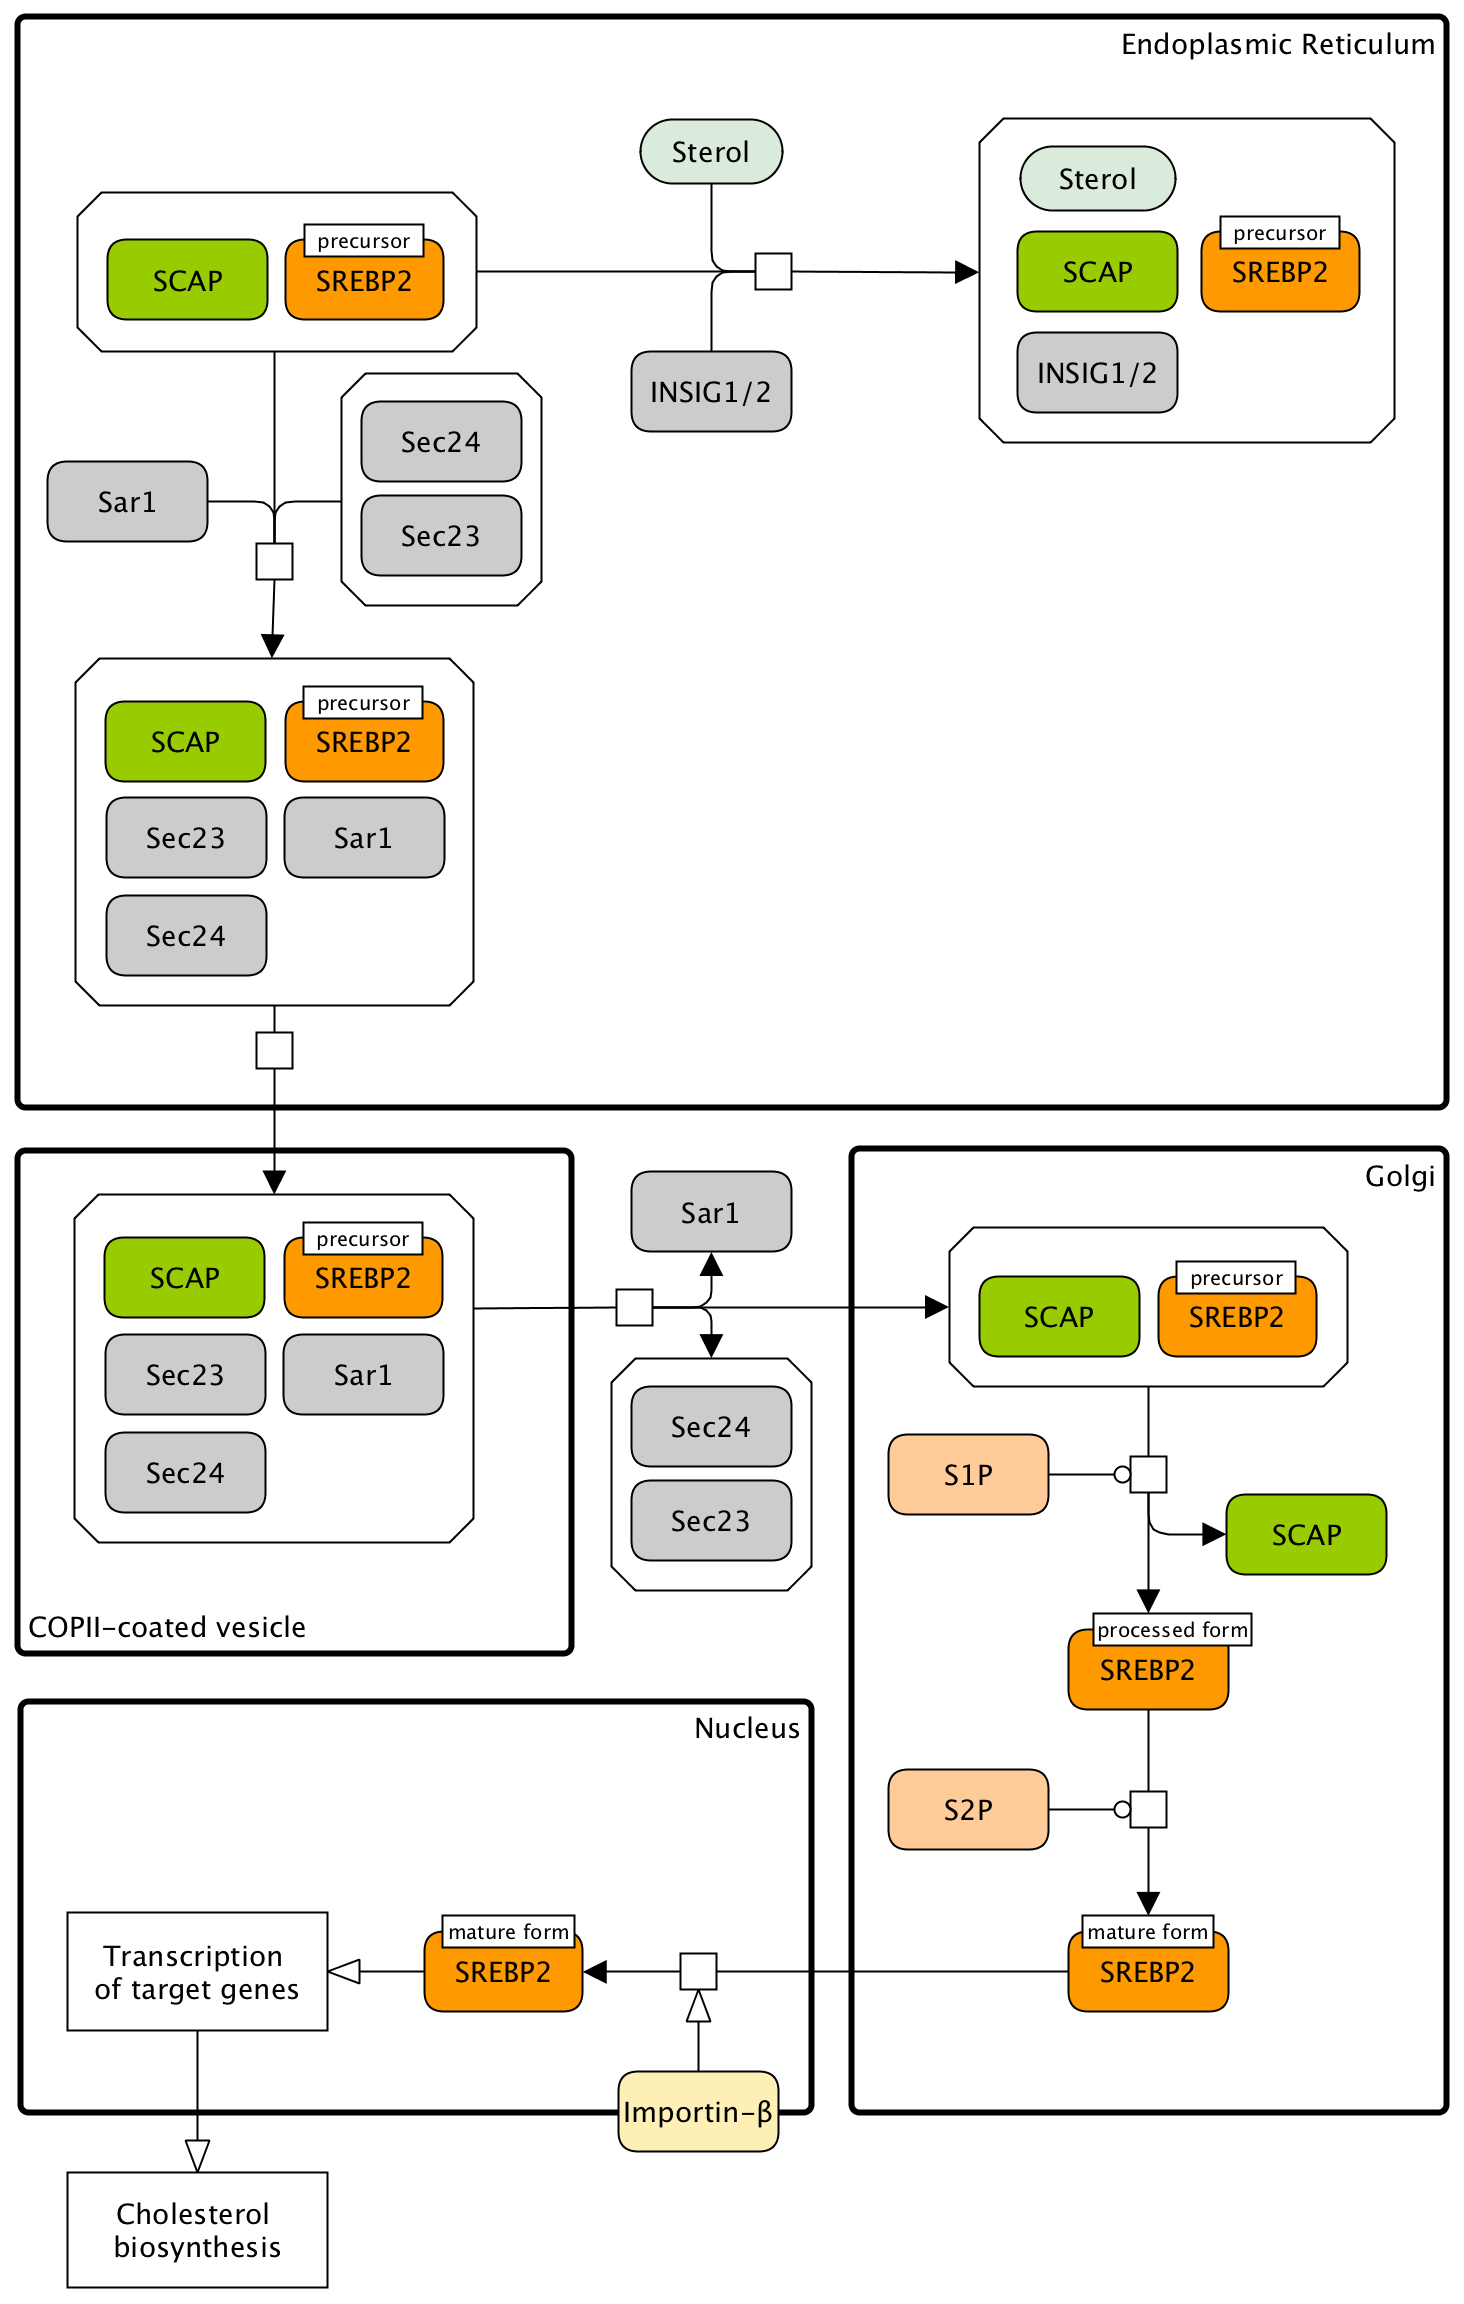 Endoplasmic Reticulum
Sterol
Sterol
precursor
SCAP
SREBP2
precursor
SCAP
SREBP2
INSIG1/2
INSIG1/2
Sec24
Sar1
Sec23
precursor
SCAP
SREBP2
Sec23
Sar1
Sec24
Golgi
precursor
SCAP
SREBP2
Sec23
Sar1
Sec24
COPII-coated vesicle
Sar1
Sec24
Sec23
precursor
SCAP
SREBP2
S1P
SCAP
processed form
SREBP2
S2P
mature form
SREBP2
Nucleus
mature form
SREBP2
Transcription
of target genes
Importin-β
Cholesterol
biosynthesis